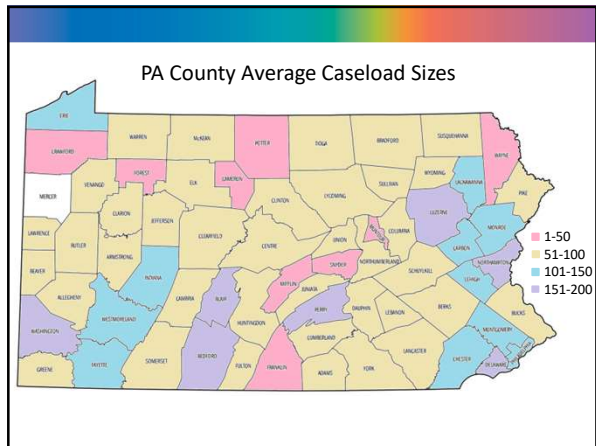 PA County Average Caseload Sizes
ERIE
CRAWFORD
WARREN
McKEAN
POTTER
TIOGA
BRADFORD
SUSQUEHANNA
WAYNE
FOREST
CAMERON
MERCER
VENANGO
ELK
WYOMING
LACKAWANNA
SULLIVAN
PIKE
CLARION
JEFFERSON
CLINTON
LYCOMING
LUZERNE
MONROE
LAWRENCE
BUTLER
CLEARFIELD
CENTRE
UNION
MONTOUR
COLUMBIA
CARBON
NORTHAMPTON
BEAVER
ARMSTRONG
INDIANA
SNYDER
NORTHUMBERLAND
SCHUYLKILL
LEHIGH
ALLEGHENY
CAMBRIA
BLAIR
MIFFLIN
JUNIATA
PERRY
DAUPHIN
LEBANON
BERKS
BUCKS
WASHINGTON
WESTMORELAND
HUNTINGDON
CUMBERLAND
LANCASTER
MONTGOMERY
CHESTER
DELAWARE
PHILADELPHIA
GREENE
FAYETTE
SOMERSET
BEDFORD
FULTON
FRANKLIN
ADAMS
YORK
1-50
51-100
101-150
151-200